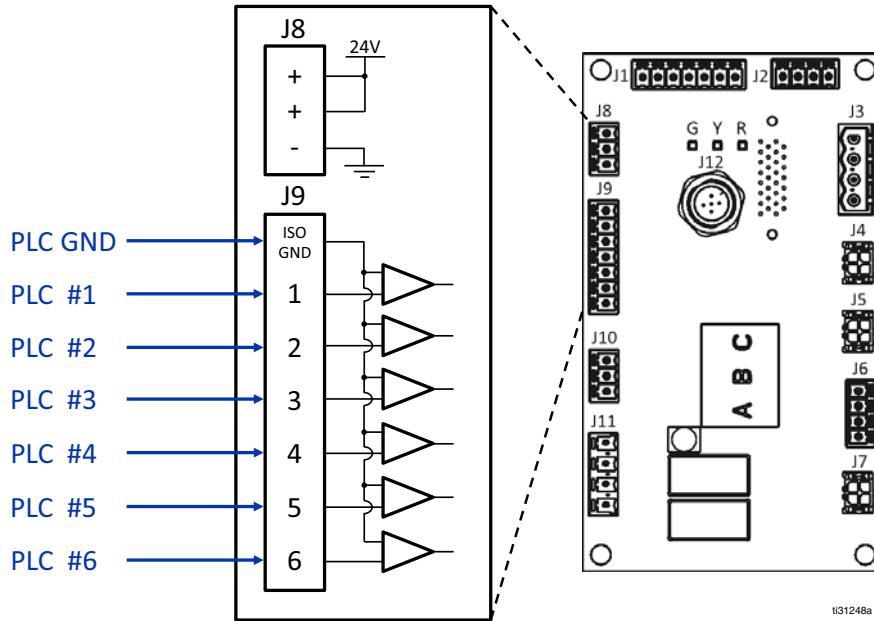 J8
24V
+
+
-
J9
ISO
GND
1
2
3
4
5
6
PLC GND
PLC #1
PLC #2
PLC #3
PLC #4
PLC #5
PLC #6
J1
J2
J8
J3
G Y R
J12
J9
J4
J5
J10
A B C
J6
J11
J7
ti31248a